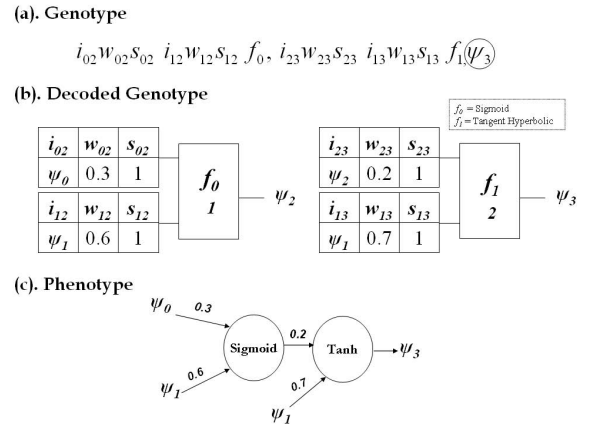 (a). Genotype
i02w02s02 i12w12s12 f0, i23w23s23 i13w13s13 f1,ψ3
(b). Decoded Genotype
f0 = Sigmoid
f1 = Tangent Hyperbolic
i02 w02 s02
ψ0 0.3 1
i12 w12 s12
ψ1 0.6 1
f0
1
ψ2
i23 w23 s23
ψ2 0.2 1
i13 w13 s13
ψ1 0.7 1
f1
2
ψ3
(c). Phenotype
ψ0 0.3
0.2
Sigmoid
Tanh
ψ3
0.6
ψ1
0.7
ψ1